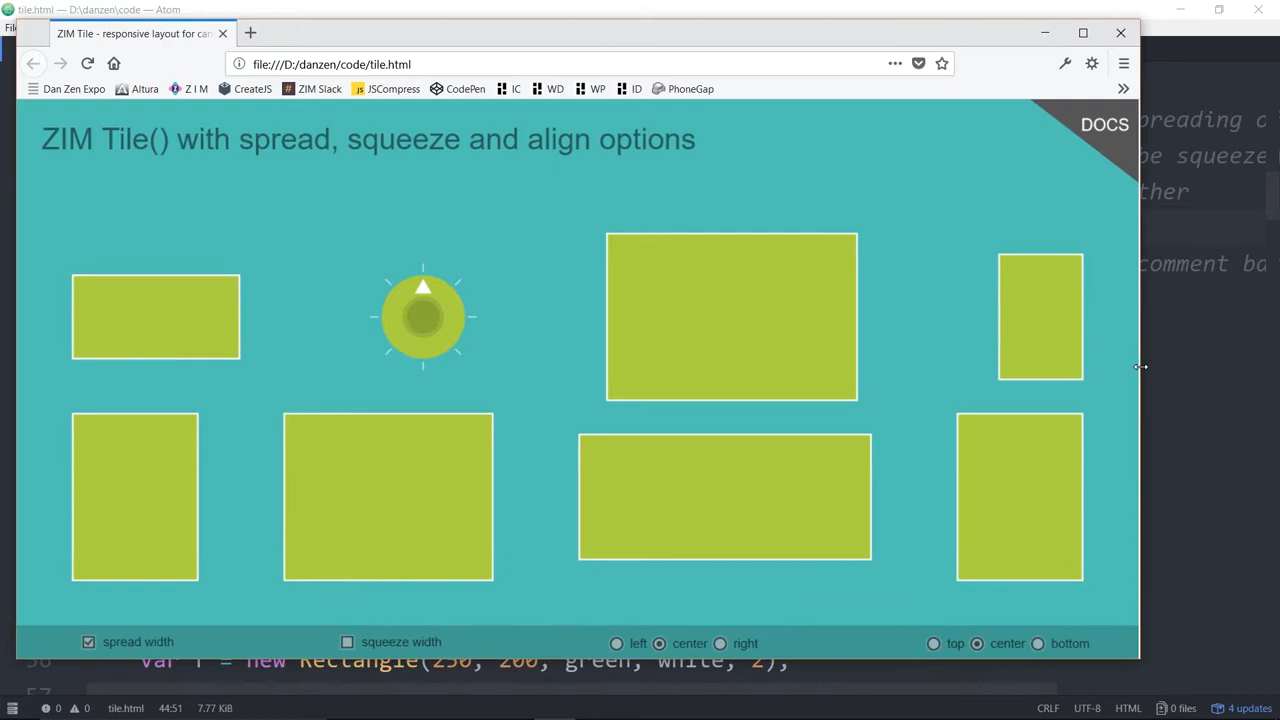 tile.html — D:\danzen\code — Atom
ZIM Tile - responsive layout for can
file:///D:/danzen/code/tile.html
Dan Zen Expo Altura Z I M CreateJS ZIM Slack JSCompress CodePen IC WD WP ID PhoneGap
DOCS
ZIM Tile() with spread, squeeze and align options
preading o
be squeeze
ther
comment ba
spread width squeeze width left center right top center bottom
var r = new Rectangle(250, 200, green, white, 2);
57
0 0 tile.html 44:51 7.77 KiB CRLF UTF-8 HTML 0 files 4 updates